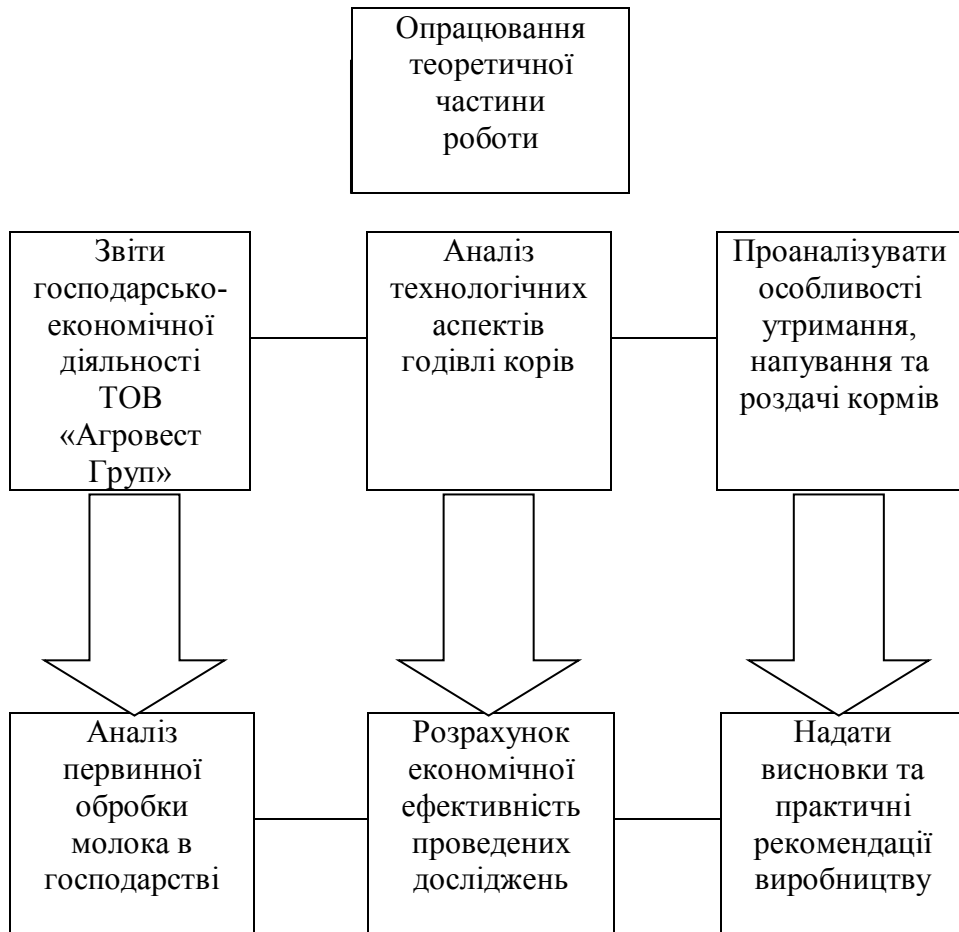 Опрацювання
теоретичної
частини
роботи
Звіти
господарсько-
економічної
діяльності
ТОВ
«Агровест
Груп»
Аналіз
технологічних
аспектів
годівлі корів
Проаналізувати
особливості
утримання,
напування та
роздачі кормів
Аналіз
первинної
обробки
молока в
господарстві
Розрахунок
економічної
ефективність
проведених
досліджень
Надати
висновки та
практичні
рекомендації
виробництву